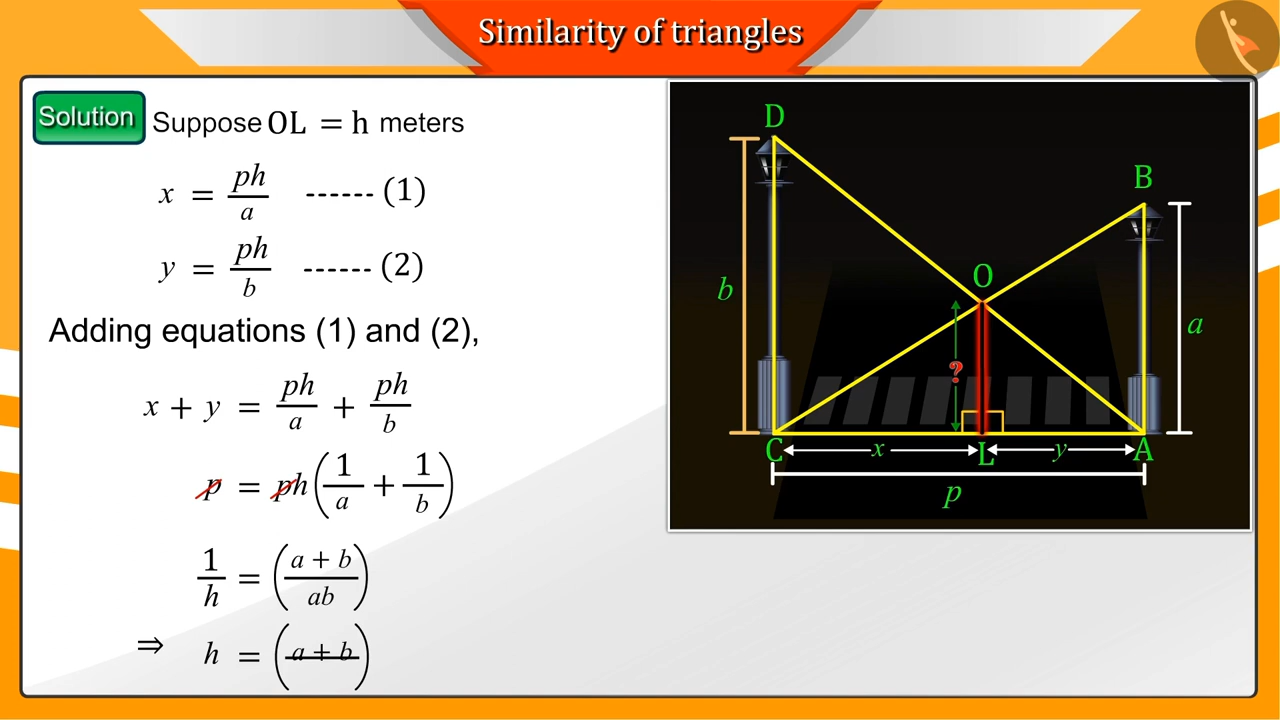 Similarity of triangles
Solution
Suppose OL = h meters
x = ph/a ------ (1)
y = ph/b ------ (2)
Adding equations (1) and (2),
x + y = ph/a + ph/b
p = ph(1/a + 1/b)
1/h = (a + b/ab)
⇒ h = (a + b)
D
B
b
O
a
?
C x L y A
p